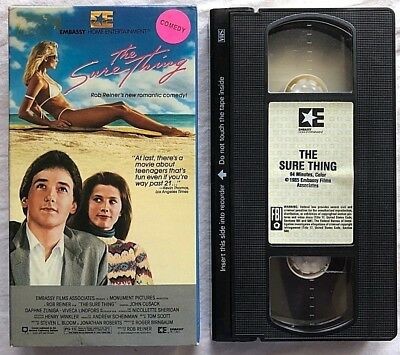 EMBASSY HOME ENTERTAINMENT
COMEDY
The
Sure Thing
Rob Reiner's new romantic comedy!
"At last, there's a
movie about
teenagers that's
fun even if you're
way past 21..."
—Kevin Thomas,
Los Angeles Times
EMBASSY FILMS ASSOCIATES
MONUMENT PICTURES
ROB REINER
"THE SURE THING"
JOHN CUSACK
DAPHNE ZUNIGA
VIVECA LINDFORS
NICOLLETTE SHERIDAN
HENRY WINKLER
ANDREW SCHEINMAN
TOM SCOTT
STEVEN L. BLOOM
JONATHAN ROBERTS
ROGER BIRNBAUM
ROB REINER
VHS
Do not touch the tape inside
Insert this side into recorder
EMBASSY
HOME ENTERTAINMENT
THE
SURE THING
94 Minutes, Color
© 1985 Embassy Films
Associates